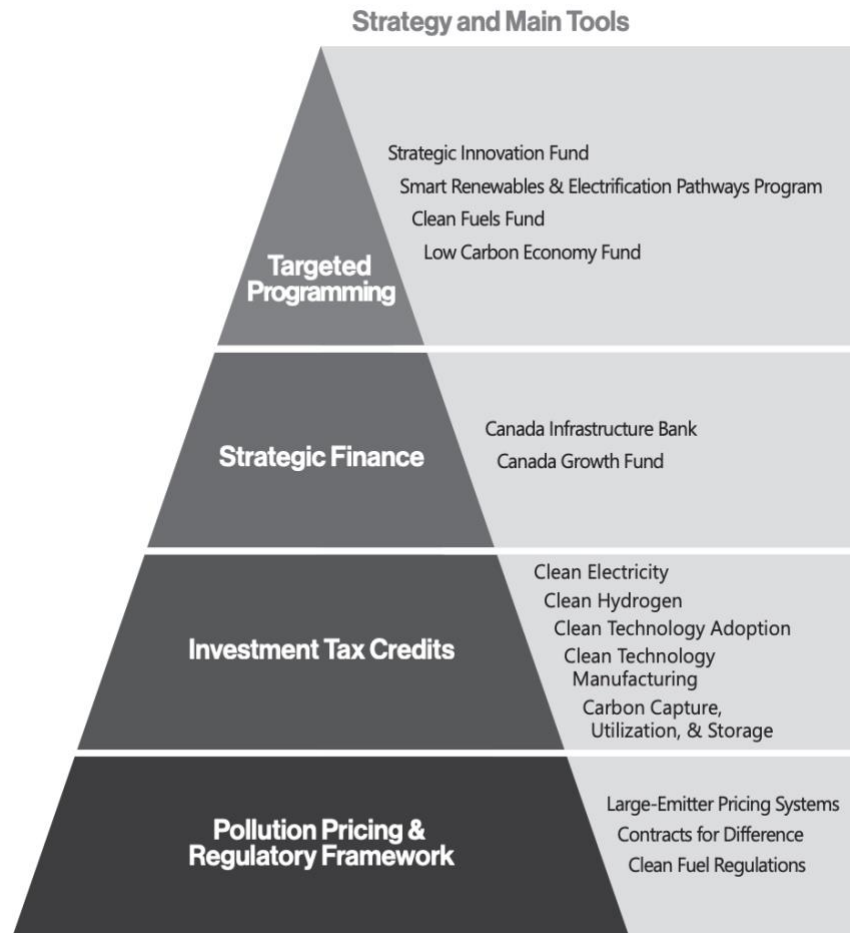 Strategy and Main Tools
Targeted
Programming
Strategic Innovation Fund
Smart Renewables & Electrification Pathways Program
Clean Fuels Fund
Low Carbon Economy Fund
Strategic Finance
Canada Infrastructure Bank
Canada Growth Fund
Investment Tax Credits
Clean Electricity
Clean Hydrogen
Clean Technology Adoption
Clean Technology
Manufacturing
Carbon Capture,
Utilization, & Storage
Pollution Pricing &
Regulatory Framework
Large-Emitter Pricing Systems
Contracts for Difference
Clean Fuel Regulations